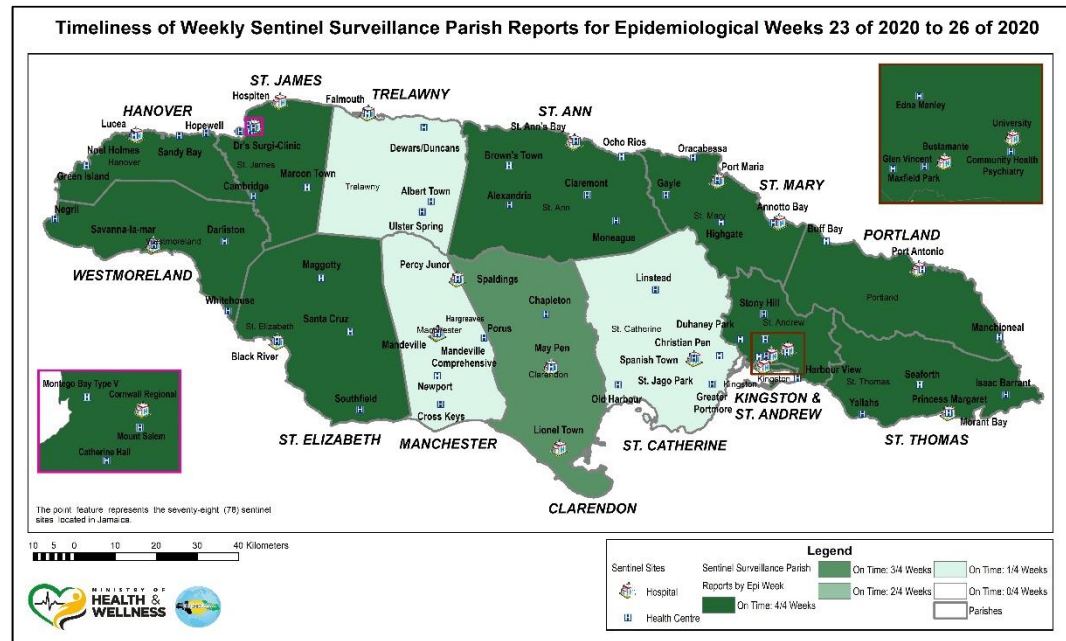 Timeliness of Weekly Sentinel Surveillance Parish Reports for Epidemiological Weeks 23 of 2020 to 26 of 2020
ST. JAMES
Hospiten
TRELAWNY
Falmouth
HANOVER
Lucea
Hopewell
ST. ANN
St. Ann's Bay
Ocho Rios
Edna Manley
University
Bustamante
Glen Vincent
Community Health
Maxfield Park
Psychiatry
Noel Holmes
Hanover
Sandy Bay
Green Island
Dr's Surgi-Clinic
St. James
Maroon Town
Cambridge
Dewars/Duncans
Trelawny
Albert Town
Ulster Spring
Brown's Town
Alexandria
Claremont
St. Ann
Moneague
Oracabessa
Port Maria
Gayle
ST. MARY
St. Mary
Annotto Bay
Highgate
Buff Bay
PORTLAND
Port Antonio
Portland
Manchioneal
Negril
Savanna-la-mar
Westmoreland
Darliston
WESTMORELAND
Whitehouse
Maggotty
St. Elizabeth
Santa Cruz
Black River
Southfield
ST. ELIZABETH
Percy Junor
Spaldings
Hargreaves
Manchester
Mandeville
Porus
Mandeville
Comprehensive
Newport
Cross Keys
MANCHESTER
Chapleton
May Pen
Clarendon
Lionel Town
CLARENDON
Linstead
St. Catherine
Duhaney Park
Christian Pen
Spanish Town
St. Jago Park
Old Harbour
Greater
Portmore
ST. CATHERINE
Stony Hill
St. Andrew
Kingston
Kingston
Harbour View
KINGSTON &
ST. ANDREW
St. Thomas
Seaforth
Isaac Barrant
Yallahs
Princess Margaret
Morant Bay
ST. THOMAS
Montego Bay Type V
Cornwall Regional
Mount Salem
Catherine Hall
The point feature represents the seventy-eight (78) sentinel
sites located in Jamaica.
10 5 0 10 20 30 40 Kilometers
MINISTRY OF
HEALTH &
WELLNESS
Legend
Sentinel Sites
Hospital
Health Centre
Sentinel Surveillance Parish
Reports by Epi Week
On Time: 4/4 Weeks
On Time: 3/4 Weeks
On Time: 2/4 Weeks
On Time: 1/4 Weeks
On Time: 0/4 Weeks
Parishes